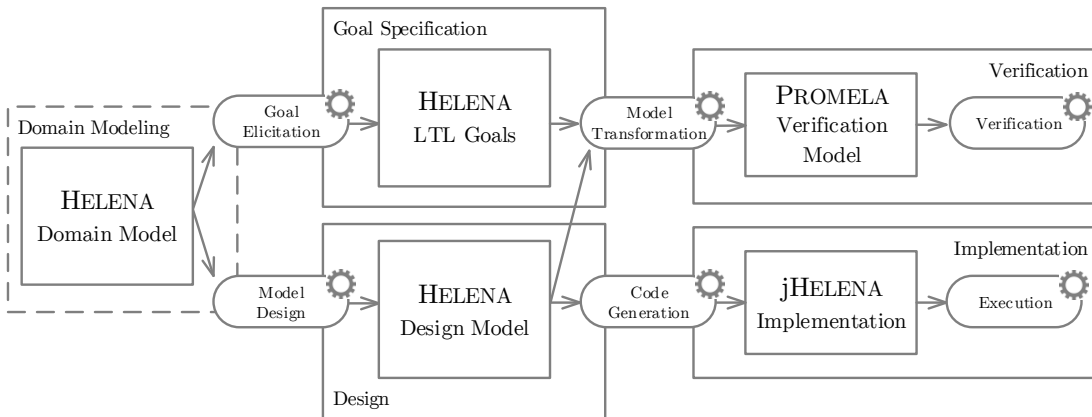 Goal Specification
Goal
Elicitation
HELENA
LTL Goals
Model
Transformation
PROMELA
Verification
Model
Verification
Verification
Domain Modeling
HELENA
Domain Model
Model
Design
HELENA
Design Model
Design
Code
Generation
jHELENA
Implementation
Implementation
Execution